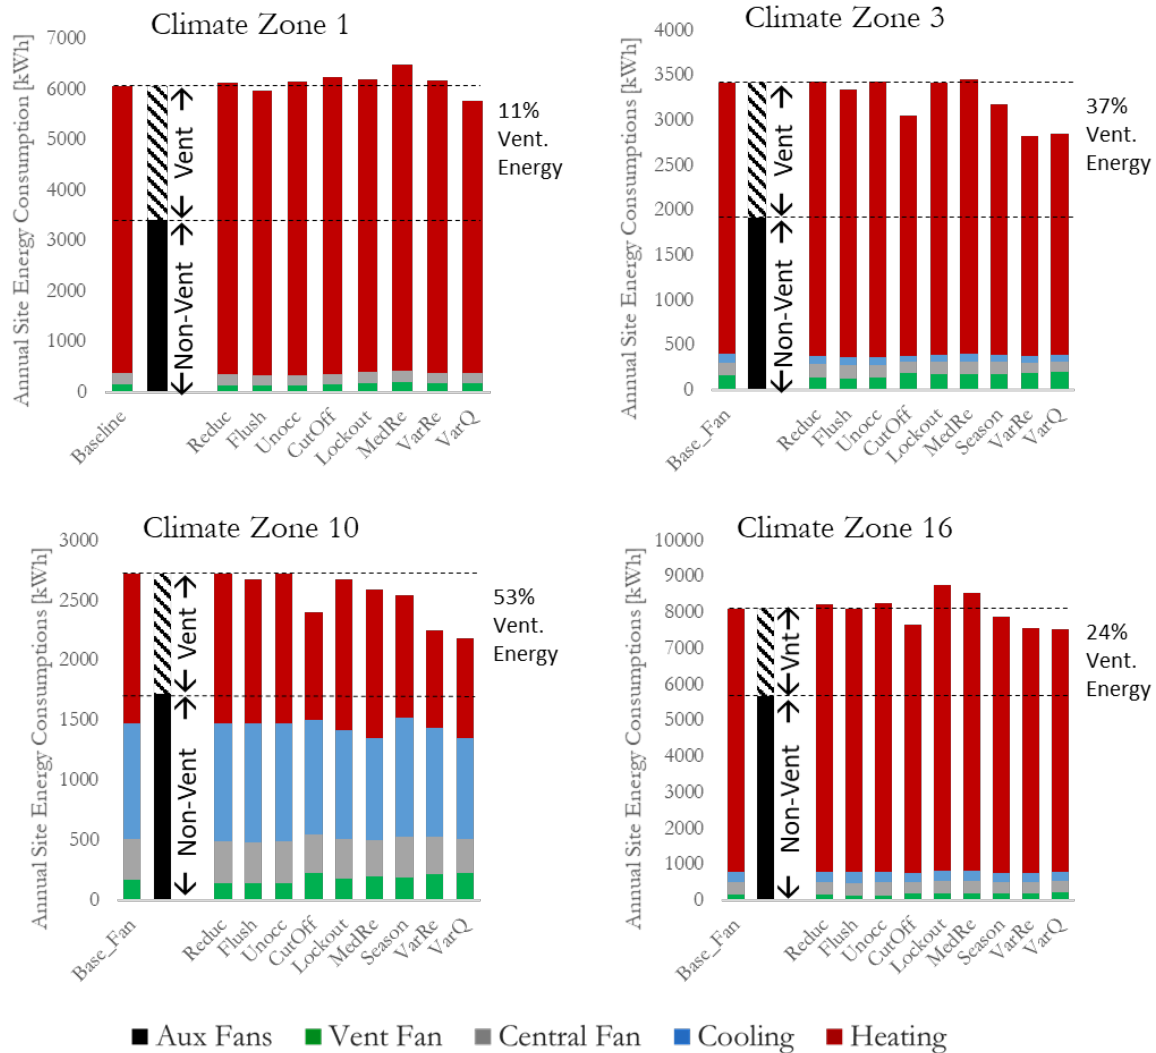 Climate Zone 1
Annual Site Energy Consumption [kWh]
7000
6000
5000
4000
3000
2000
1000
0
Vent
Non-Vent
11%
Vent.
Energy
Baseline
Reduc
Flush
Unocc
CutOff
Lockout
MedRe
VarRe
VarQ
Climate Zone 3
Annual Site Energy Consumptions [kWh]
4000
3500
3000
2500
2000
1500
1000
500
0
Vent
Non-Vent
37%
Vent.
Energy
Base_Fan
Reduc
Flush
Unocc
CutOff
Lockout
MedRe
Season
VarRe
VarQ
Climate Zone 10
Annual Site Energy Consumptions [kWh]
3000
2500
2000
1500
1000
500
0
Vent
Non-Vent
53%
Vent.
Energy
Base_Fan
Reduc
Flush
Unocc
CutOff
Lockout
MedRe
Season
VarRe
VarQ
Climate Zone 16
Annual Site Energy Consumptions [kWh]
10000
9000
8000
7000
6000
5000
4000
3000
2000
1000
0
Vnt
Non-Vent
24%
Vent.
Energy
Base_Fan
Reduc
Flush
Unocc
CutOff
Lockout
MedRe
Season
VarRe
VarQ
Aux Fans Vent Fan Central Fan Cooling Heating